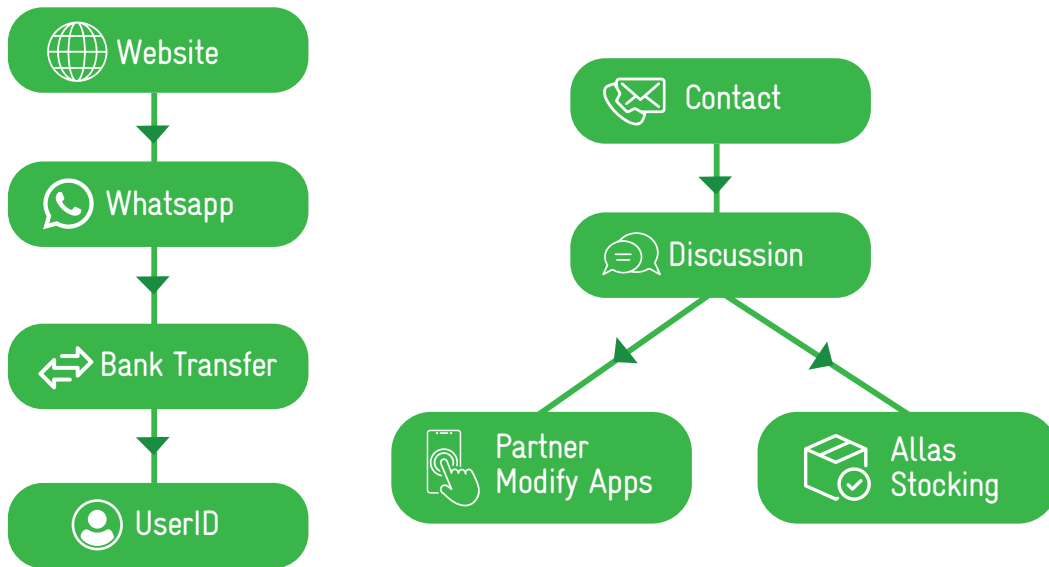 Website
Whatsapp
Bank Transfer
UserID
Contact
Discussion
Partner
Modify Apps
Allas
Stocking